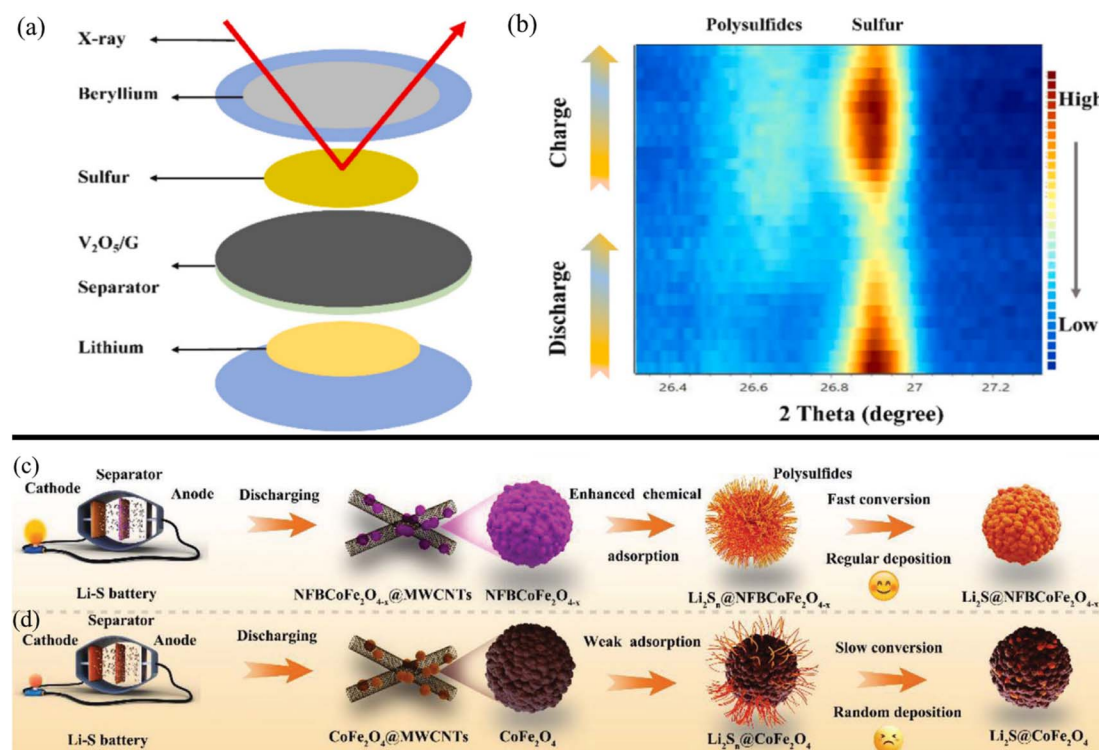 (a)
X-ray
Beryllium
Sulfur
V₂O₅/G
Separator
Lithium
(b)
Polysulfides Sulfur
Charge
Discharge
High
Low
26.4 26.6 26.8 27 27.2
2 Theta (degree)
(c)
Separator
Cathode Anode
Li-S battery
Discharging
NFBCoFe₂O₄₋ₓ@MWCNTs
NFBCoFe₂O₄₋ₓ
Enhanced chemical
adsorption
Polysulfides
Li₂Sₙ@NFBCoFe₂O₄₋ₓ
Fast conversion
Regular deposition
Li₂S@NFBCoFe₂O₄₋ₓ
(d)
Separator
Cathode Anode
Li-S battery
Discharging
CoFe₂O₄@MWCNTs
CoFe₂O₄
Weak adsorption
Li₂Sₙ@CoFe₂O₄
Slow conversion
Random deposition
Li₂S@CoFe₂O₄